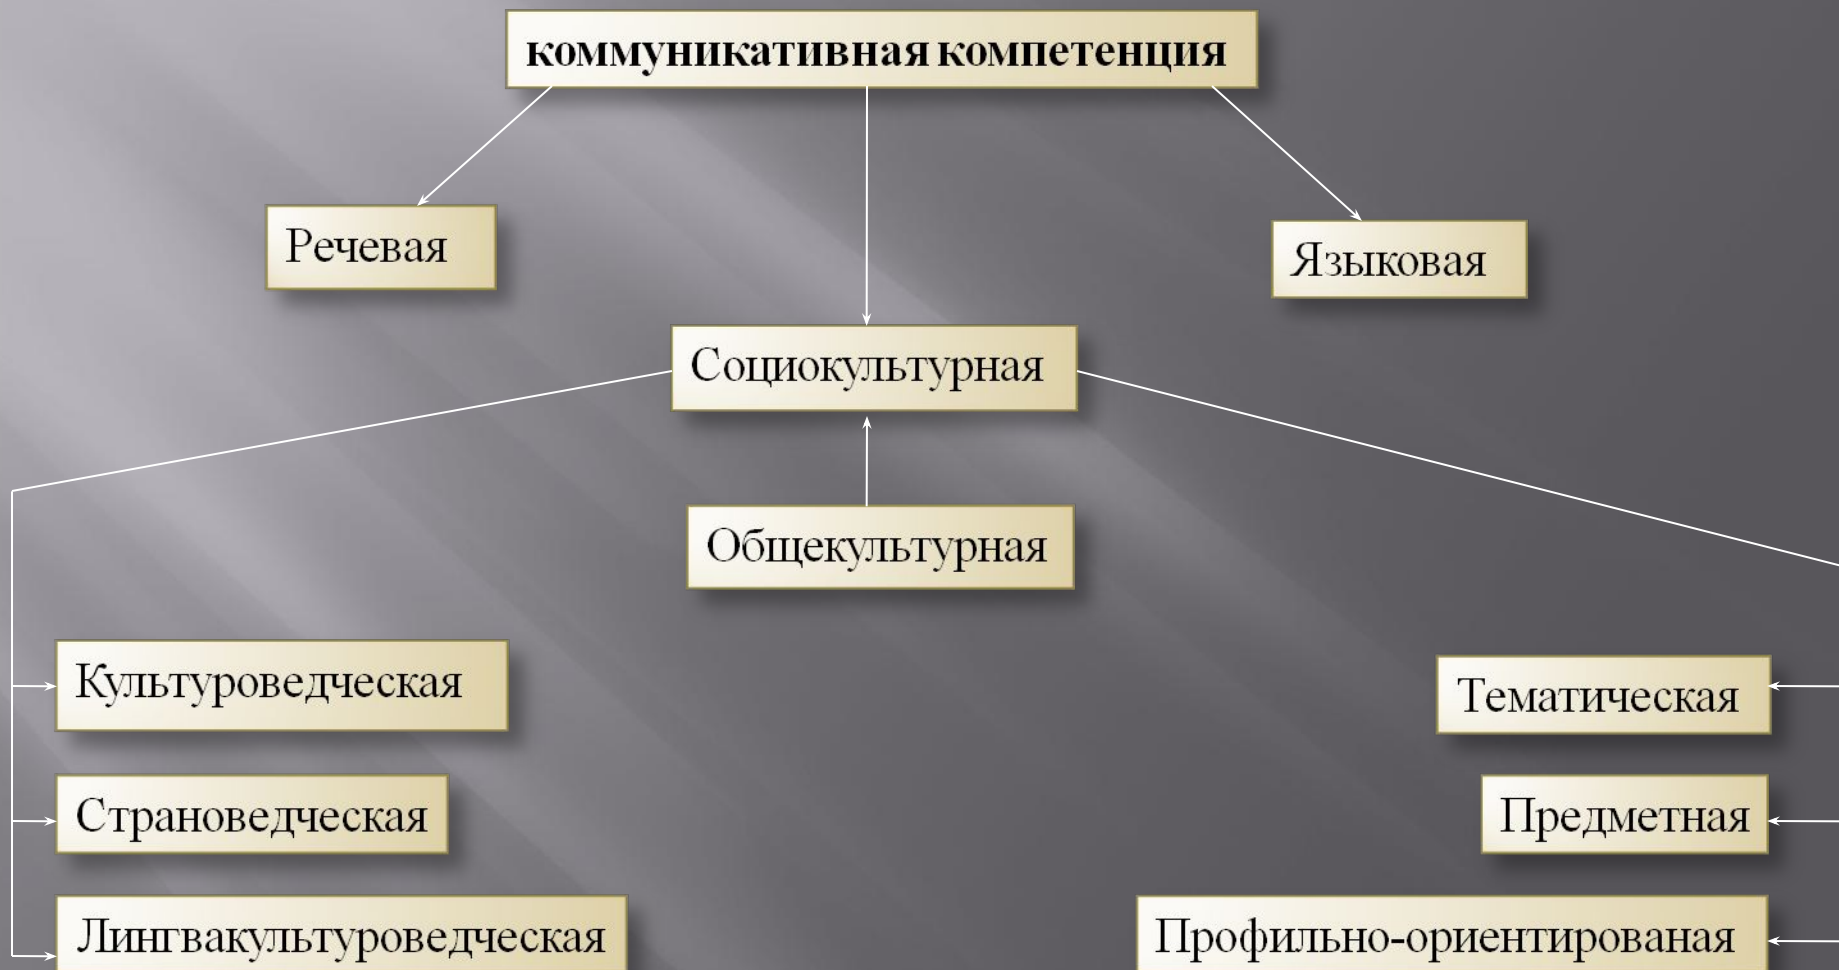 коммуникативная компетенция
Речевая
Языковая
Социокультурная
Общекультурная
Культуроведческая
Тематическая
Страноведческая
Предметная
Лингвакультуроведческая
Профильно-ориентированая